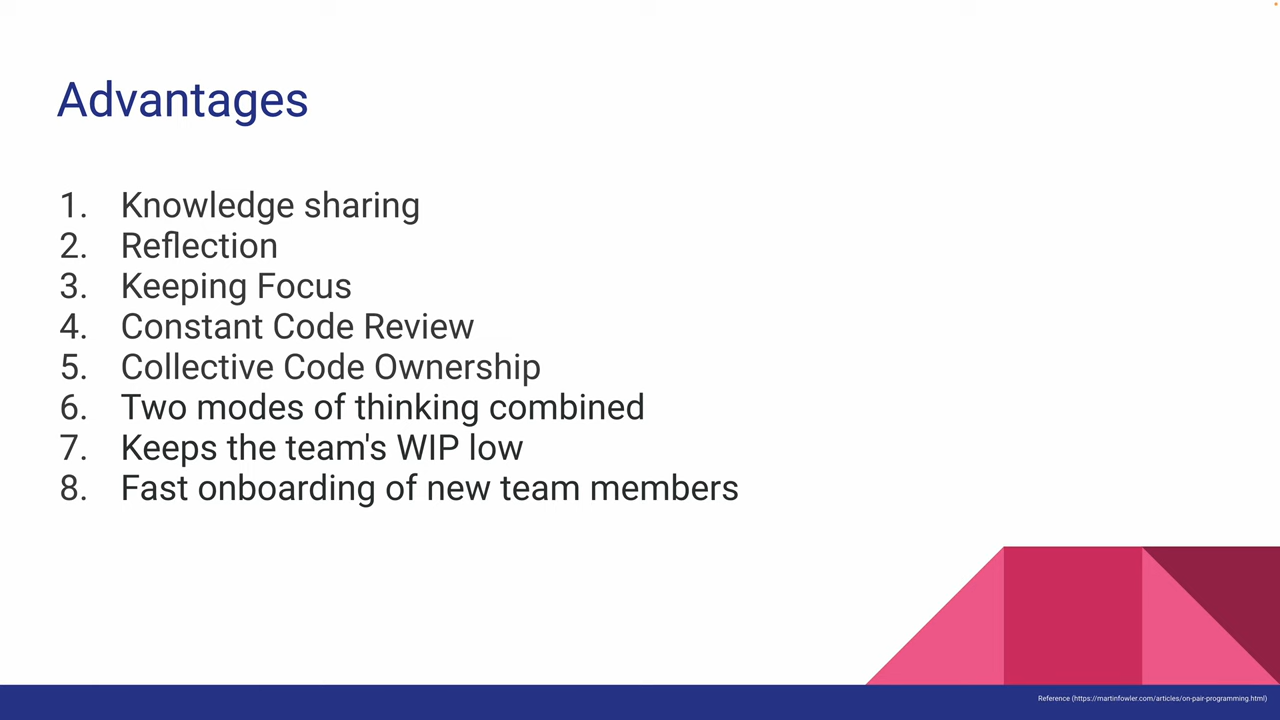 Advantages
1. Knowledge sharing
2. Reflection
3. Keeping Focus
4. Constant Code Review
5. Collective Code Ownership
6. Two modes of thinking combined
7. Keeps the team's WIP low
8. Fast onboarding of new team members
Reference (https://martinfowler.com/articles/on-pair-programming.html)